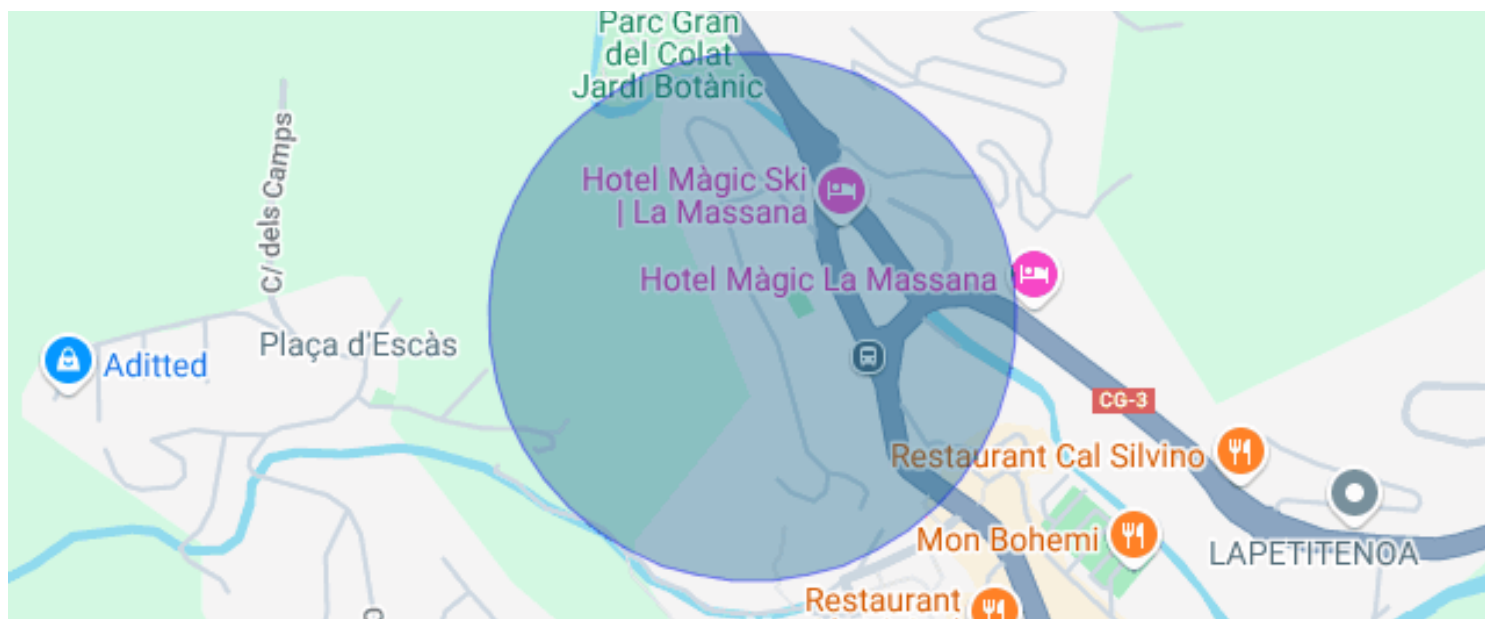 Parc Gran
del Colat
Jardí Botànic
C/ dels Camps
Hotel Màgic Ski
| La Massana
Hotel Màgic La Massana
Plaça d'Escàs
Aditted
CG-3
Restaurant Cal Silvino
Mon Bohemi
LAPETITENOA
Restaurant